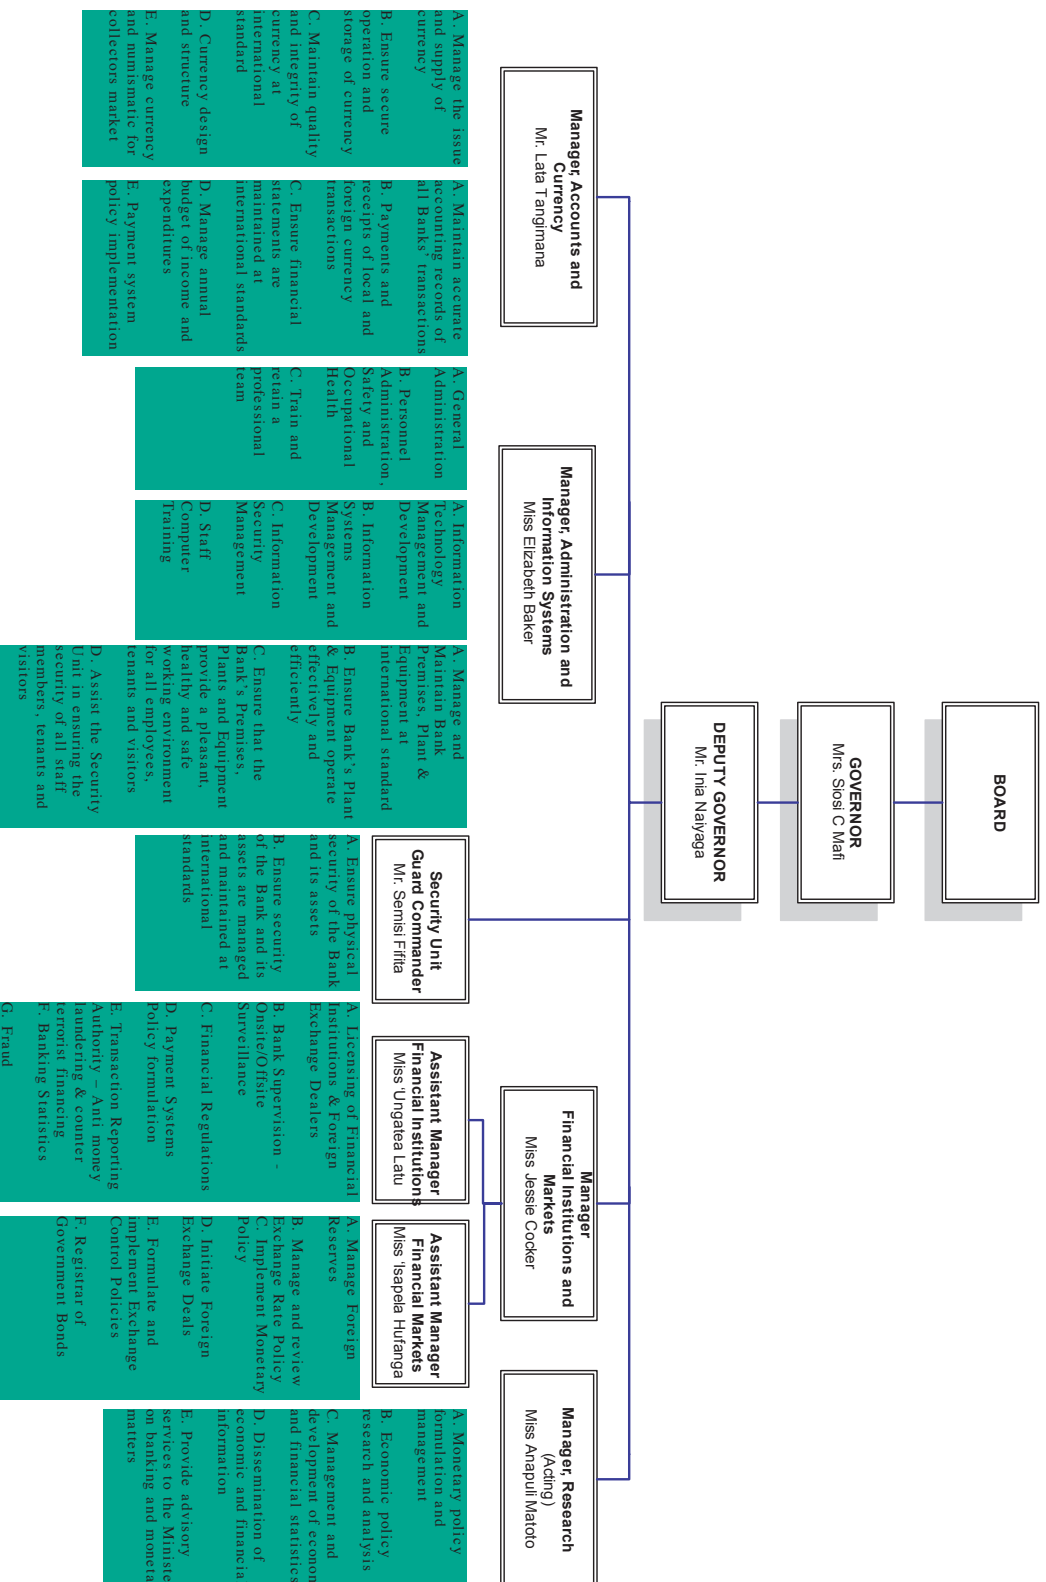 BOARD
GOVERNOR
Mrs. Siosi C Mafi
DEPUTY GOVERNOR
Mr. Inia Naiyaga
Manager, Accounts and
Currency
Mr. Lata Tangimana
Manager, Administration and
Information Systems
Miss Elizabeth Baker
Manager
Financial Institutions and
Markets
Miss Jessie Cocker
Manager, Research
(Acting)
Miss Anapuli Matoto
Security Unit
Guard Commander
Mr. Semisi Fifita
Assistant Manager
Financial Institutions
Miss 'Ungatea Latu
Assistant Manager
Financial Markets
Miss 'Isapela Hufanga
A. Manage the issue
and supply of
currency
B. Ensure secure
operation and
storage of currency
C. Maintain quality
and integrity of
currency at
international
standard
D. Currency design
and structure
E. Manage currency
and numismatic for
collectors market
A. Maintain accurate
accounting records of
all Banks' transactions
B. Payments and
receipts of local and
foreign currency
transactions
C. Ensure financial
statements are
maintained at
international standards
D. Manage annual
budget of income and
expenditures
E. Payment system
policy implementation
A. General
Administration
B. Personnel
Administration,
Safety and
Occupational
Health
C. Train and
retain a
professional
team
A. Information
Technology
Management and
Development
B. Information
Systems
Management and
Development
C. Information
Security
Management
D. Staff
Computer
Training
A. Manage and
Maintain Bank
Premises, Plant &
Equipment at
international standard
B. Ensure Bank's Plant
& Equipment operate
effectively and
efficiently
C. Ensure that the
Bank's Premises,
Plants and Equipment
provide a pleasant,
healthy and safe
working environment
for all employees,
tenants and visitors
D. Assist the Security
Unit in ensuring the
security of all staff
members, tenants and
visitors
A. Ensure physical
security of the Bank
and its assets
B. Ensure security
of the Bank and its
assets are managed
and maintained at
international
standards
A. Licensing of Financial
Institutions & Foreign
Exchange Dealers
B. Bank Supervision -
Onsite/Offsite
Surveillance
C. Financial Regulations
D. Payment Systems
Policy formulation
E. Transaction Reporting
Authority – Anti money
laundering & counter
terrorist financing
F. Banking Statistics
G. Fraud
A. Manage Foreign
Reserves
B. Manage and review
Exchange Rate Policy
C. Implement Monetary
Policy
D. Initiate Foreign
Exchange Deals
E. Formulate and
implement Exchange
Control Policies
F. Registrar of
Government Bonds
A. Monetary policy
formulation and
management
B. Economic policy
research and analysis
C. Management and
development of econom
and financial statistics
D. Dissemination of
economic and financia
information
E. Provide advisory
services to the Ministe
on banking and moneta
matters